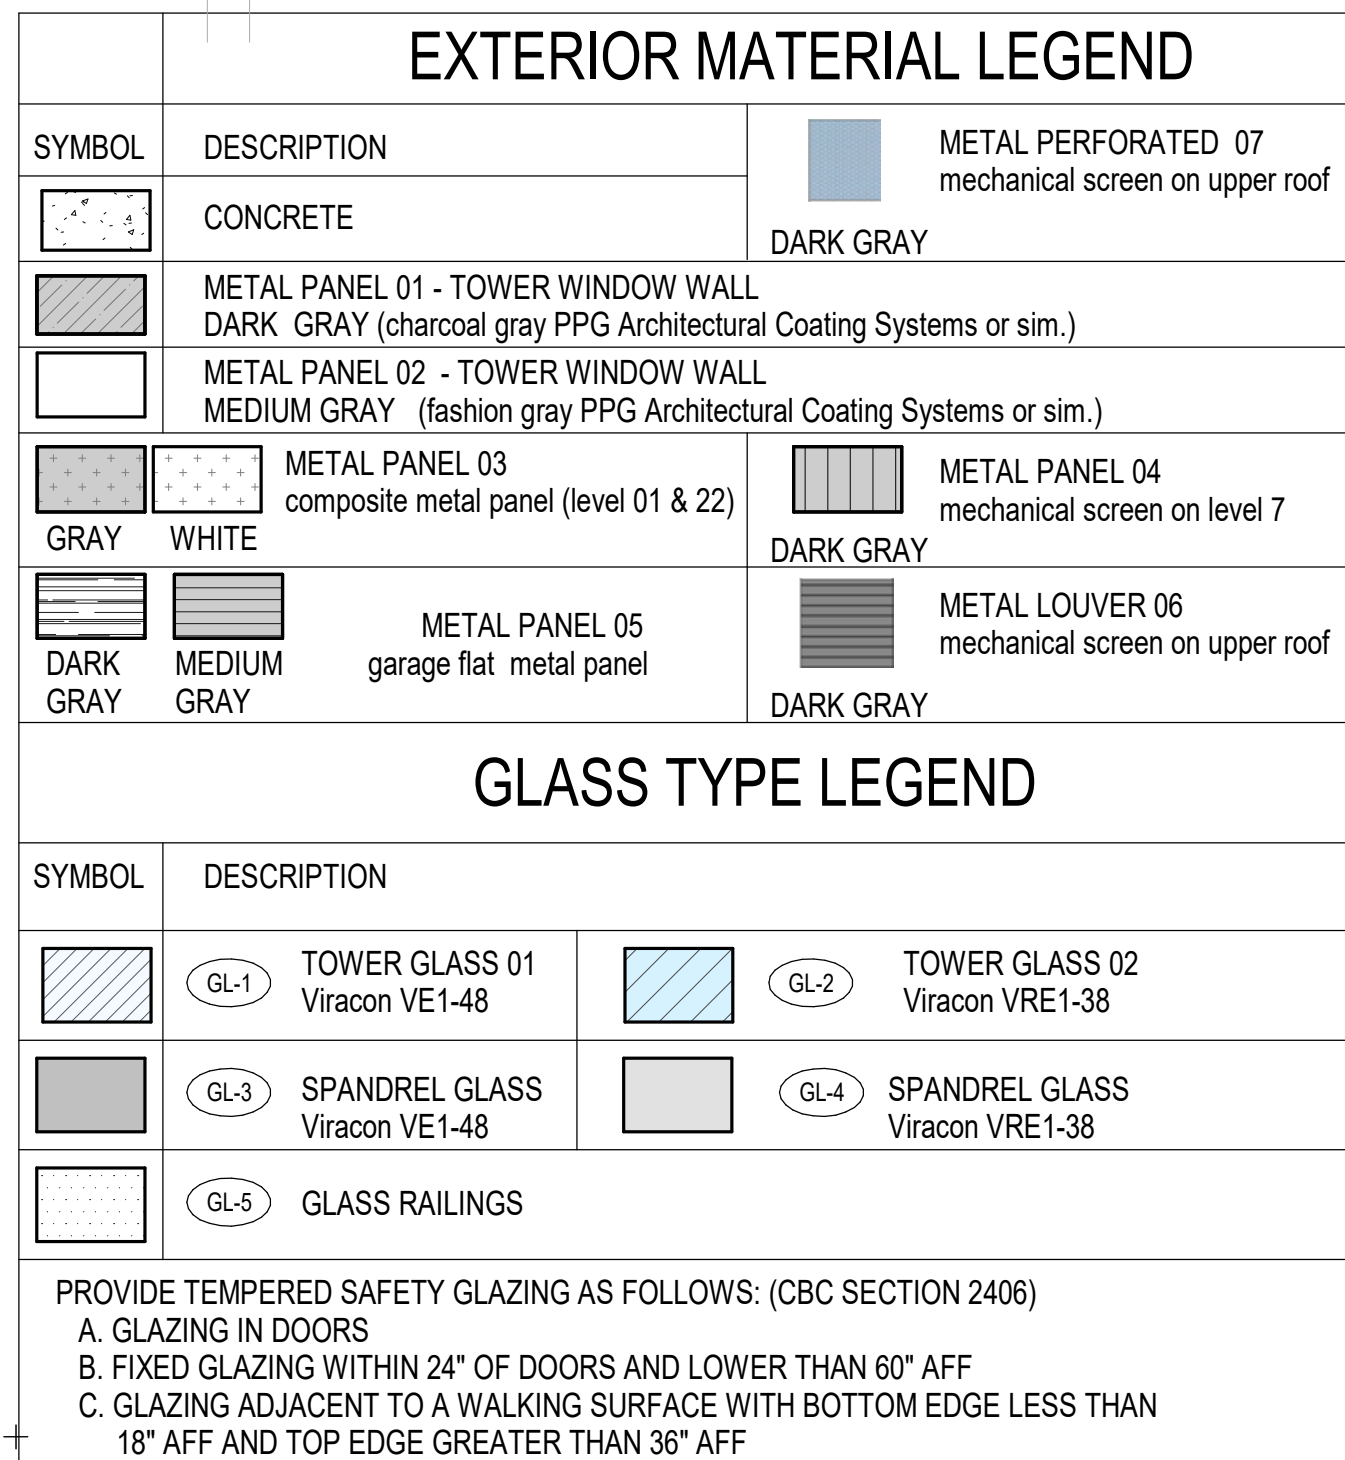 EXTERIOR MATERIAL LEGEND
SYMBOL
DESCRIPTION
METAL PERFORATED  07
mechanical screen on upper roof
DARK GRAY
CONCRETE
METAL PANEL 01 - TOWER WINDOW WALL
DARK  GRAY (charcoal gray PPG Architectural Coating Systems or sim.)
METAL PANEL 02  - TOWER WINDOW WALL
MEDIUM GRAY   (fashion gray PPG Architectural Coating Systems or sim.)
METAL PANEL 03
composite metal panel (level 01 & 22)
GRAY
WHITE
METAL PANEL 04
mechanical screen on level 7
DARK GRAY
DARK
GRAY
MEDIUM
GRAY
METAL PANEL 05
garage flat  metal panel
METAL LOUVER 06
mechanical screen on upper roof
DARK GRAY
GLASS TYPE LEGEND
SYMBOL
DESCRIPTION
GL-1
TOWER GLASS 01
Viracon VE1-48
GL-2
TOWER GLASS 02
Viracon VRE1-38
GL-3
SPANDREL GLASS
Viracon VE1-48
GL-4
SPANDREL GLASS
Viracon VRE1-38
GL-5
GLASS RAILINGS
PROVIDE TEMPERED SAFETY GLAZING AS FOLLOWS: (CBC SECTION 2406)
A. GLAZING IN DOORS
B. FIXED GLAZING WITHIN 24" OF DOORS AND LOWER THAN 60" AFF
C. GLAZING ADJACENT TO A WALKING SURFACE WITH BOTTOM EDGE LESS THAN
18" AFF AND TOP EDGE GREATER THAN 36" AFF